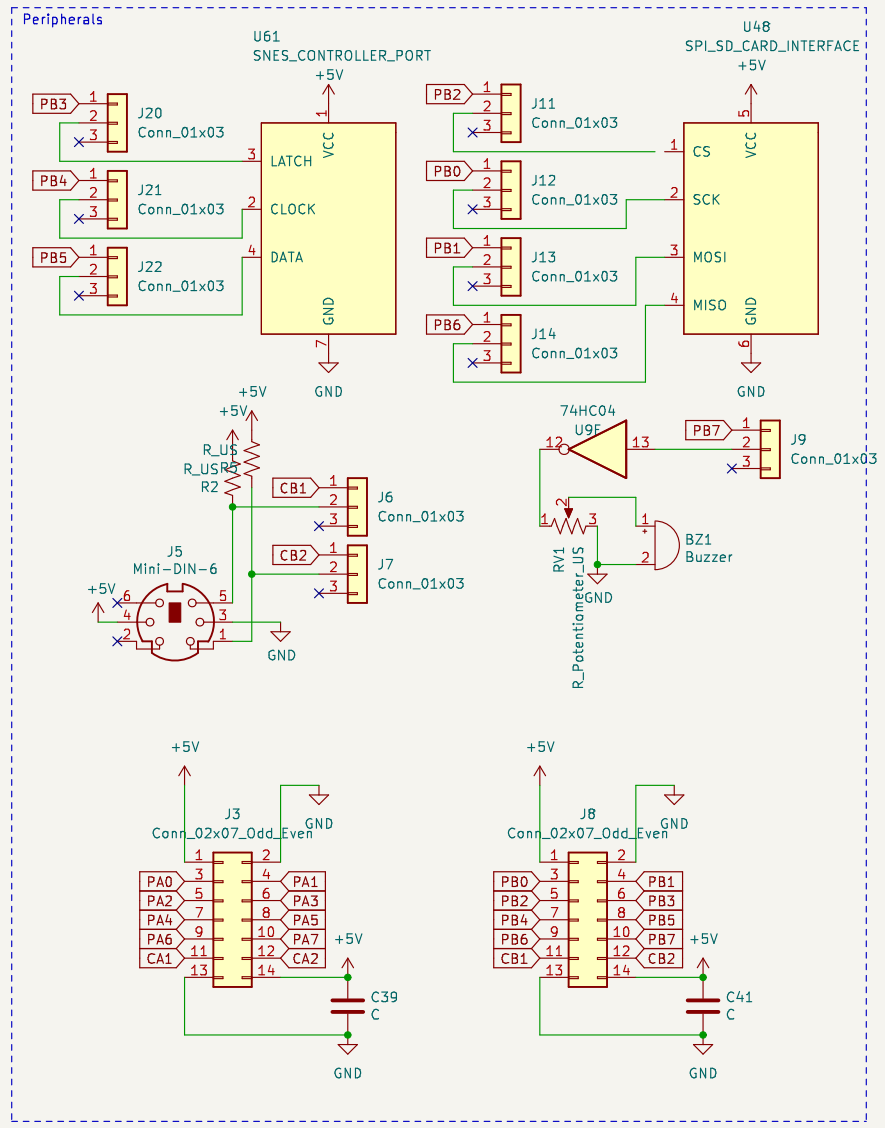 Peripherals
U61
SNES_CONTROLLER_PORT
+5V
PB3 1
2
3
J20
Conn_01x03
PB4 1
2
3
J21
Conn_01x03
PB5 1
2
3
J22
Conn_01x03
1
VCC
3 LATCH
2 CLOCK
4 DATA
GND
7
GND
U48
SPI_SD_CARD_INTERFACE
+5V
PB2 1
2
3
J11
Conn_01x03
PB0 1
2
3
J12
Conn_01x03
PB1 1
2
3
J13
Conn_01x03
PB6 1
2
3
J14
Conn_01x03
5
VCC
1 CS
2 SCK
3 MOSI
4 MISO
GND
6
GND
+5V
+5V
R_US
R5
R_US
R2
CB1 1
2
3
J6
Conn_01x03
CB2 1
2
3
J7
Conn_01x03
J5
Mini-DIN-6
+5V
6 5
4 3
2 1
GND
74HC04
U9F
12 13
PB7 1
2
3
J9
Conn_01x03
1 2 3
RV1
R_Potentiometer_US
GND
1
+
2
BZ1
Buzzer
+5V
GND
J3
Conn_02x07_Odd_Even
1 2
PA0 3 4 PA1
PA2 5 6 PA3
PA4 7 8 PA5
PA6 9 10 PA7
CA1 11 12 CA2
13 14
+5V
C39
C
GND
+5V
GND
J8
Conn_02x07_Odd_Even
1 2
PB0 3 4 PB1
PB2 5 6 PB3
PB4 7 8 PB5
PB6 9 10 PB7
CB1 11 12 CB2
13 14
+5V
C41
C
GND